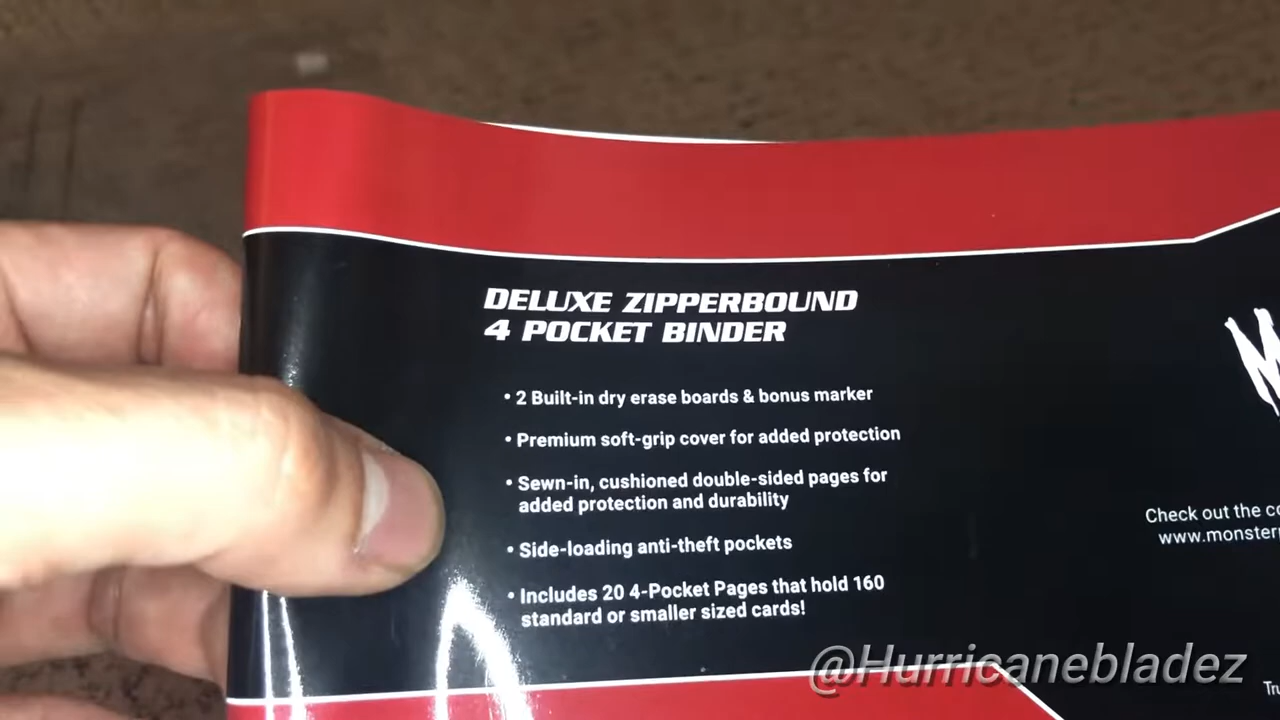 DELUXE ZIPPERBOUND
4 POCKET BINDER
• 2 Built-in dry erase boards & bonus marker
• Premium soft-grip cover for added protection
• Sewn-in, cushioned double-sided pages for
added protection and durability
• Side-loading anti-theft pockets
• Includes 20 4-Pocket Pages that hold 160
standard or smaller sized cards!
Check out the
www.monster
@Hurricanebladez